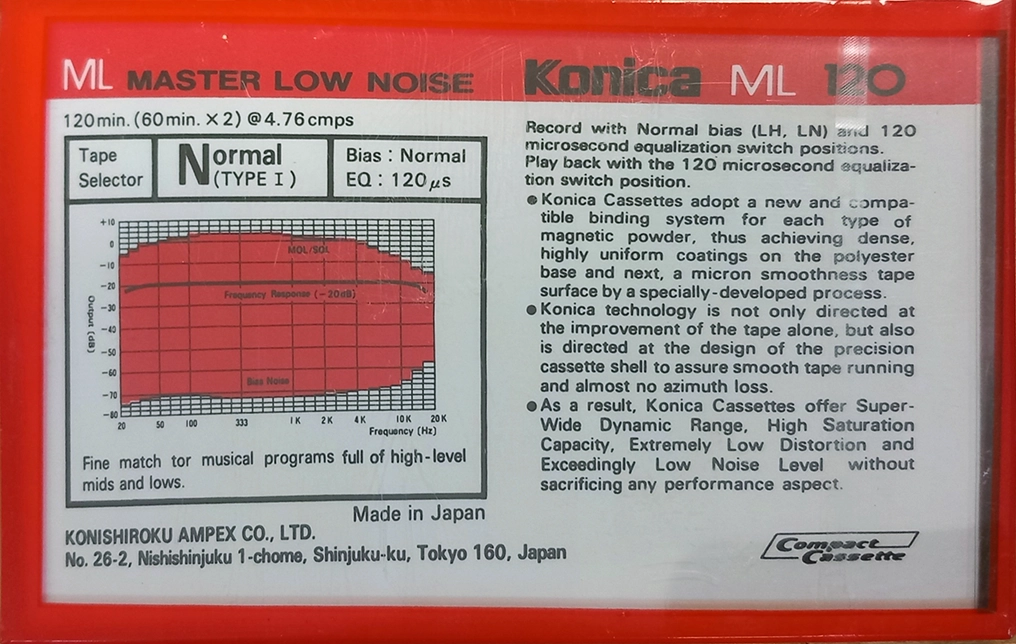 ML MASTER LOW NOISE
Konica ML 120
120min. (60min. × 2) @4.76cmps
Tape
Selector
Normal
(TYPE I)
Bias : Normal
EQ : 120μs
+10
0
−10
−20
−30
−40
−50
−60
−70
−80
Output (dB)
MOL/SOL
Frequency Response (−20dB)
Bias Noise
20 50 100 333 1K 2K 4K 10K 20K
Frequency (Hz)
Fine match tor musical programs full of high-level
mids and lows.
Made in Japan
KONISHIROKU AMPEX CO., LTD.
No. 26-2, Nishishinjuku 1-chome, Shinjuku-ku, Tokyo 160, Japan
Record with Normal bias (LH, LN) and 120
microsecond equalization switch positions.
Play back with the 120 microsecond equaliza-
tion switch position.
●Konica Cassettes adopt a new and compa-
tible binding system for each type of
magnetic powder, thus achieving dense,
highly uniform coatings on the polyester
base and next, a micron smoothness tape
surface by a specially-developed process.
●Konica technology is not only directed at
the improvement of the tape alone, but also
is directed at the design of the precision
cassette shell to assure smooth tape running
and almost no azimuth loss.
●As a result, Konica Cassettes offer Super-
Wide Dynamic Range, High Saturation
Capacity, Extremely Low Distortion and
Exceedingly Low Noise Level without
sacrificing any performance aspect.
Compact
Cassette